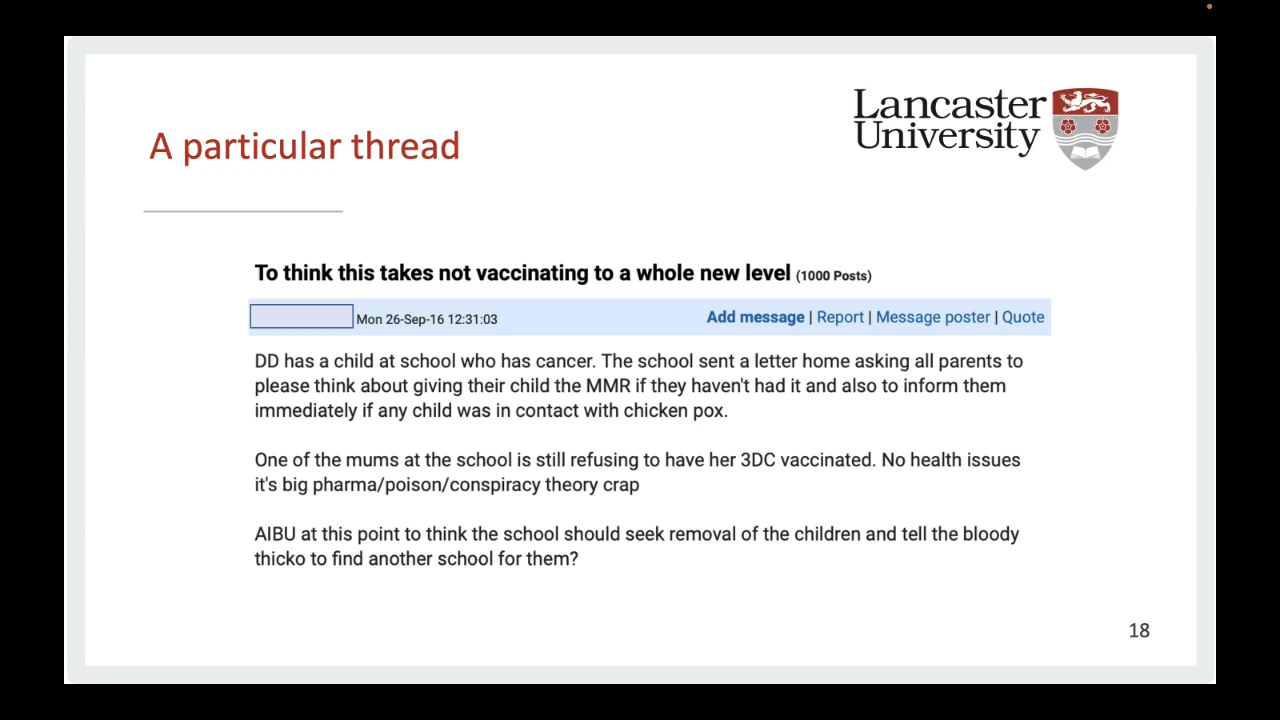 Lancaster
University
A particular thread
To think this takes not vaccinating to a whole new level (1000 Posts)
Mon 26-Sep-16 12:31:03 Add message | Report | Message poster | Quote
DD has a child at school who has cancer. The school sent a letter home asking all parents to
please think about giving their child the MMR if they haven't had it and also to inform them
immediately if any child was in contact with chicken pox.
One of the mums at the school is still refusing to have her 3DC vaccinated. No health issues
it's big pharma/poison/conspiracy theory crap
AIBU at this point to think the school should seek removal of the children and tell the bloody
thicko to find another school for them?
18